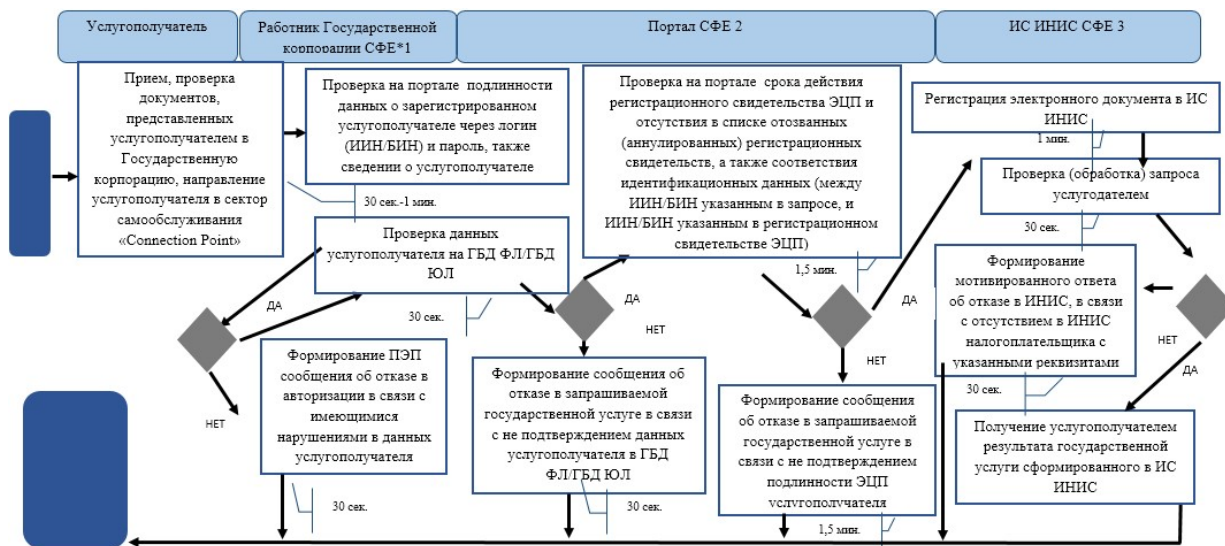 Услугополучатель
Работник Государственной
корпорации СФЕ*1
Портал СФЕ 2
ИС ИНИС СФЕ 3
Прием, проверка
документов,
представленных
услугополучателем в
Государственную
корпорацию, направление
услугополучателя в сектор
самообслуживания
«Connection Point»
Проверка на портале подлинности
данных о зарегистрированном
услугополучателе через логин
(ИИН/БИН) и пароль, также
сведении о услугополучателе
30 сек.-1 мин.
Проверка данных
услугополучателя на ГБД ФЛ/ГБД
ЮЛ
30 сек.
ДА
НЕТ
Формирование ПЭП
сообщения об отказе в
авторизации в связи с
имеющимися
нарушениями в данных
услугополучателя
30 сек.
Проверка на портале срока действия
регистрационного свидетельства ЭЦП и
отсутствия в списке отозванных
(аннулированных) регистрационных
свидетельств, а также соответствия
идентификационных данных (между
ИИН/БИН указанным в запросе, и
ИИН/БИН указанным в регистрационном
свидетельстве ЭЦП)
1,5 мин.
ДА
НЕТ
Формирование сообщения об
отказе в запрашиваемой
государственной услуге в связи
с не подтверждением данных
услугополучателя в ГБД
ФЛ/ГБД ЮЛ
30 сек.
ДА
НЕТ
Формирование сообщения
об отказе в запрашиваемой
государственной услуге в
связи с не подтверждением
подлинности ЭЦП
услугополучателя
1,5 мин.
Регистрация электронного документа в ИС
ИНИС
1 мин.
Проверка (обработка) запроса
услугодателем
30 сек.
Формирование
мотивированного ответа
об отказе в ИНИС, в связи
с отсутствием в ИНИС
налогоплательщика с
указанными реквизитами
НЕТ
ДА
30 сек.
Получение услугополучателем
результата государственной
услуги сформированного в ИС
ИНИС